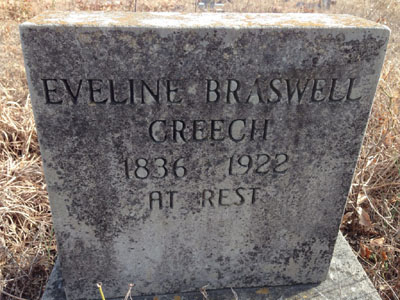 EVELINE BRASWELL
CREECH
1836 1922
AT REST